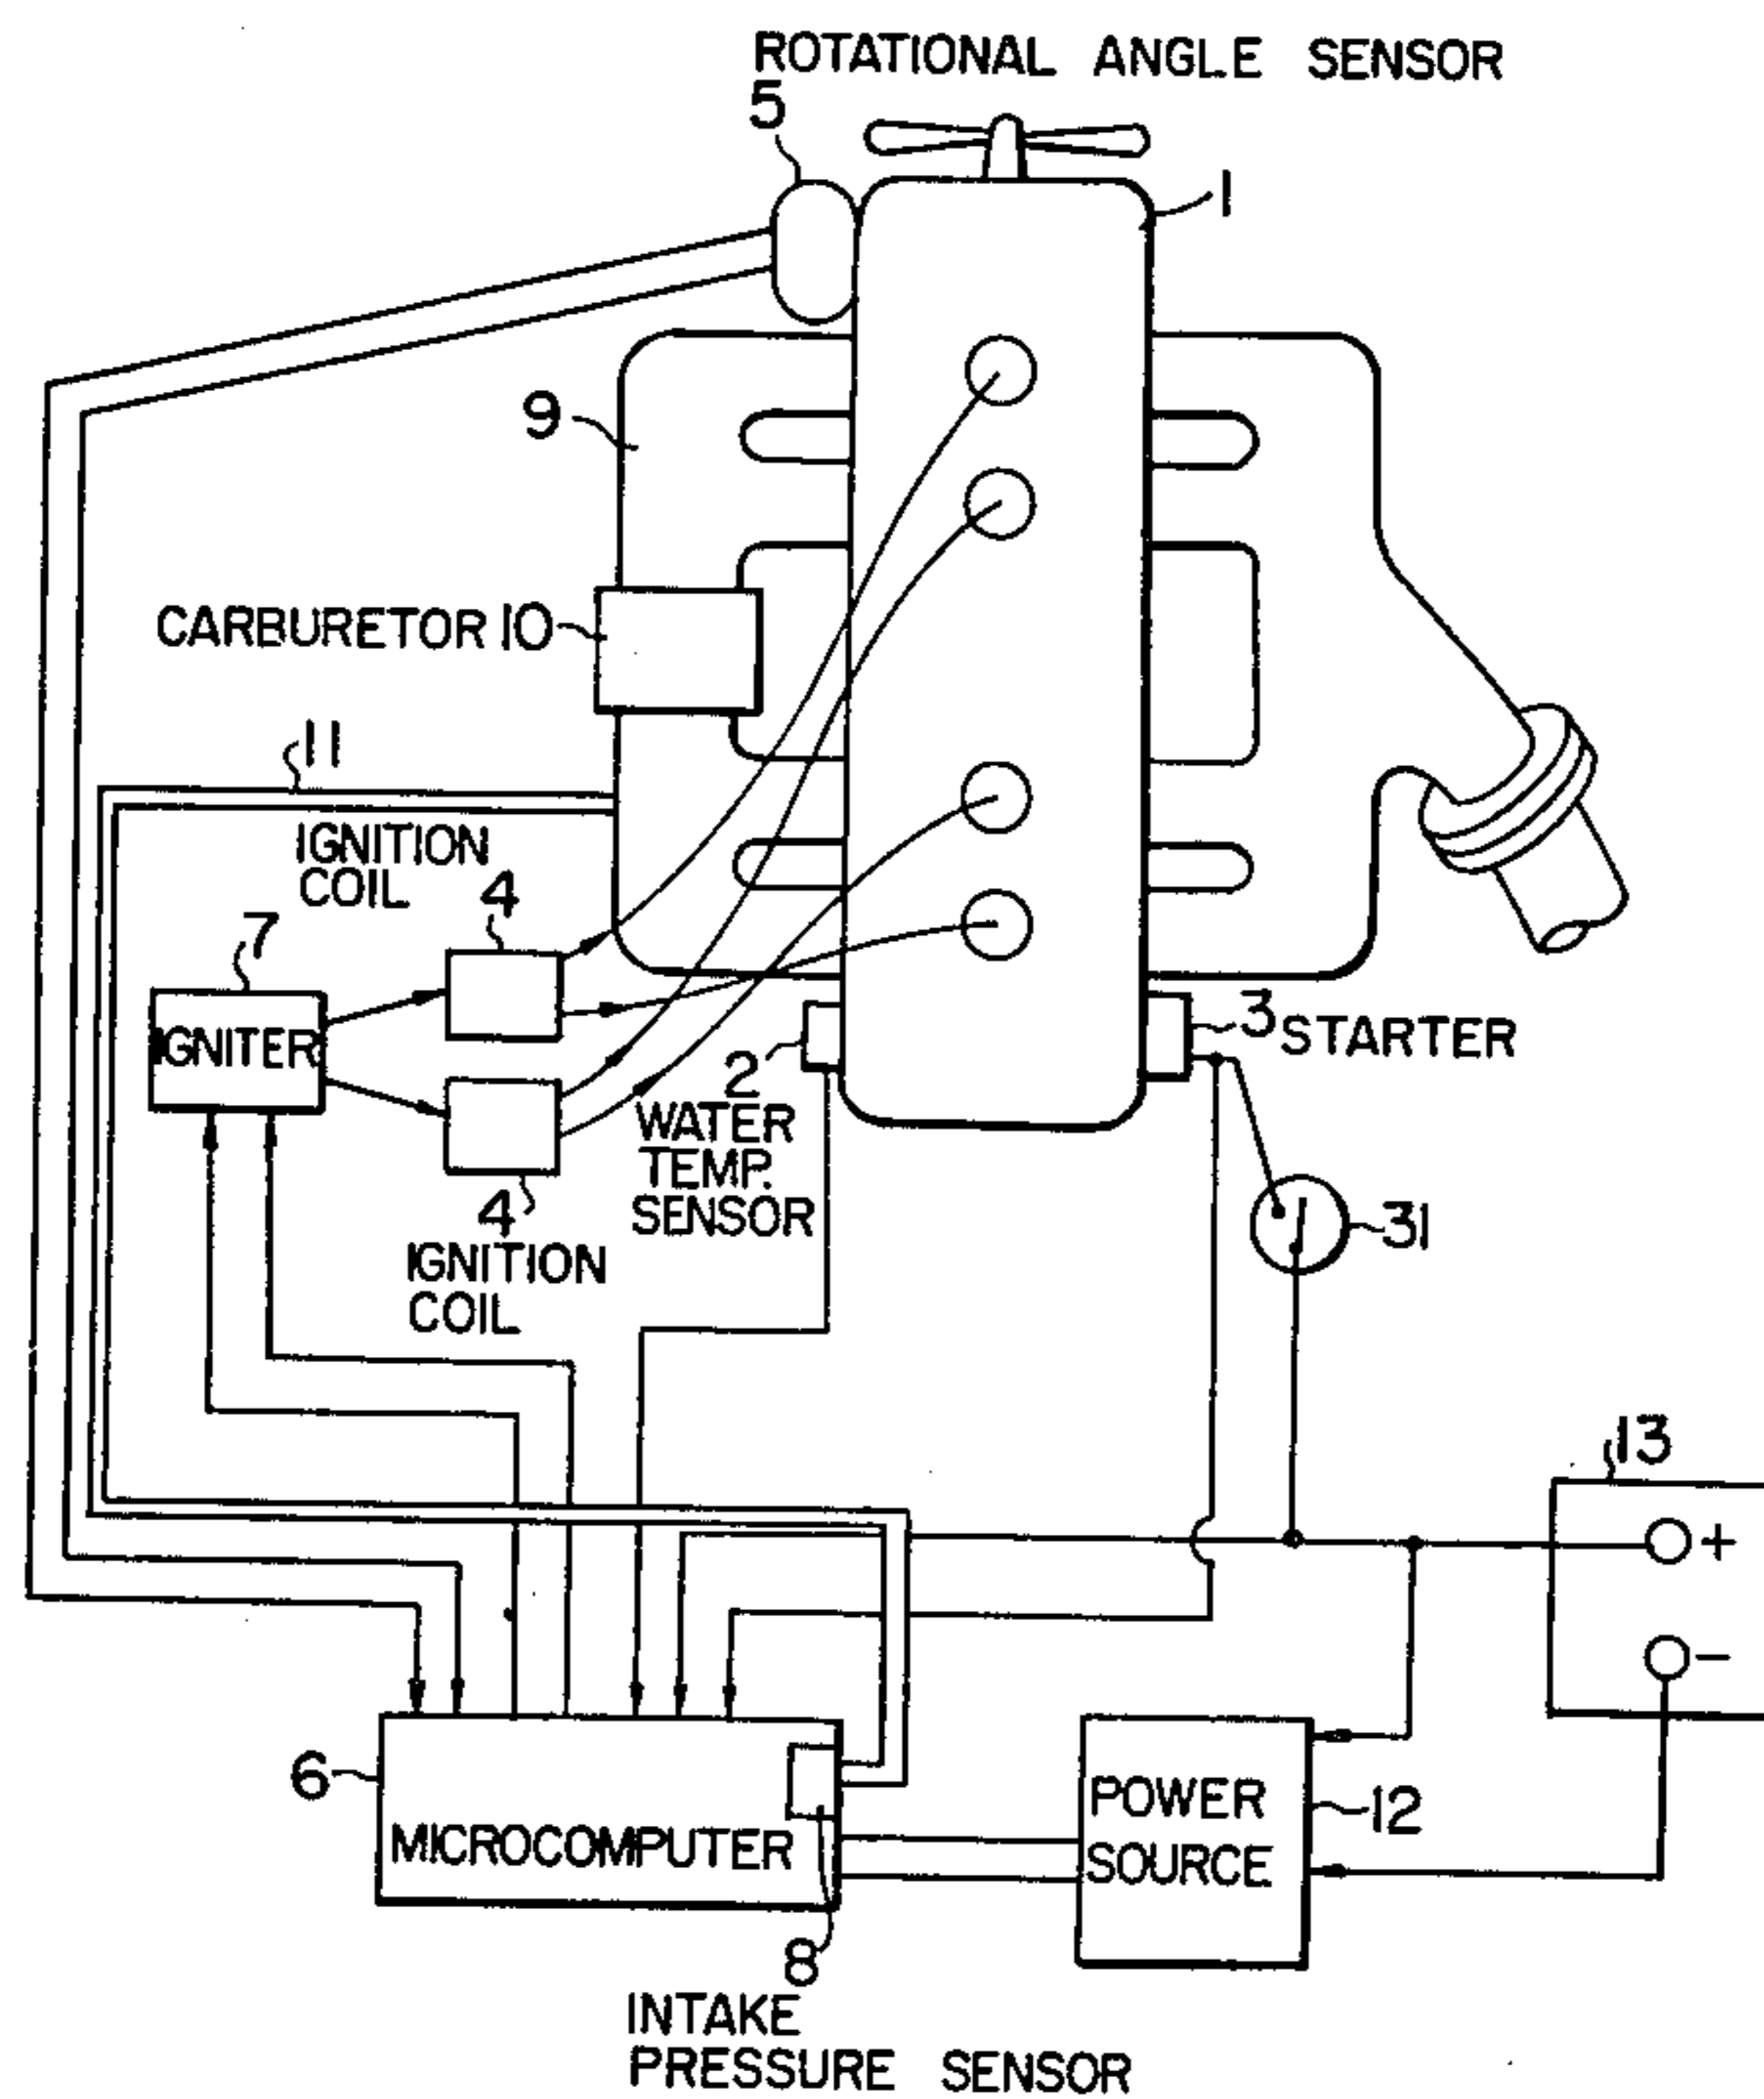 ROTATIONAL ANGLE SENSOR
5
1
9
CARBURETOR 10
11
IGNITION
COIL
4
7
IGNITER
3 STARTER
2
WATER
TEMP.
SENSOR
4
IGNITION
COIL
31
13
+
−
6
MICROCOMPUTER
POWER
SOURCE
12
8
INTAKE
PRESSURE SENSOR